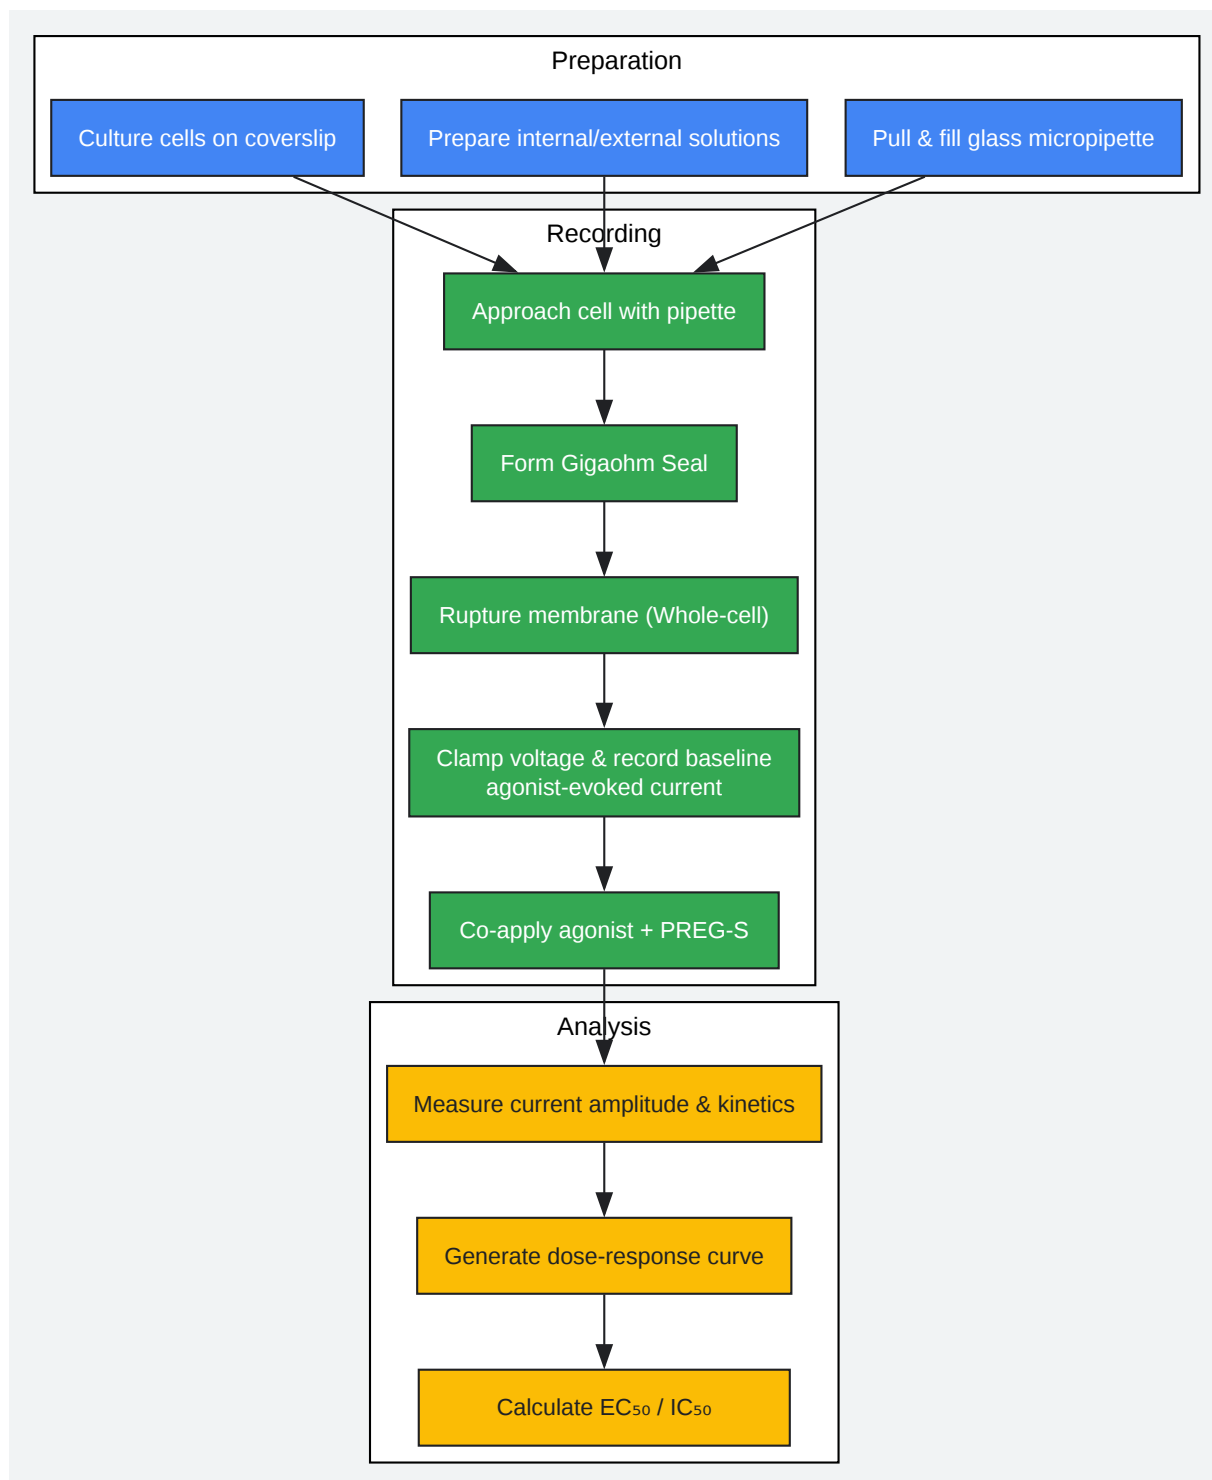 Preparation
Culture cells on coverslip
Prepare internal/external solutions
Pull & fill glass micropipette
Recording
Approach cell with pipette
Form Gigaohm Seal
Rupture membrane (Whole-cell)
Clamp voltage & record baseline
agonist-evoked current
Co-apply agonist + PREG-S
Analysis
Measure current amplitude & kinetics
Generate dose-response curve
Calculate EC₅₀ / IC₅₀